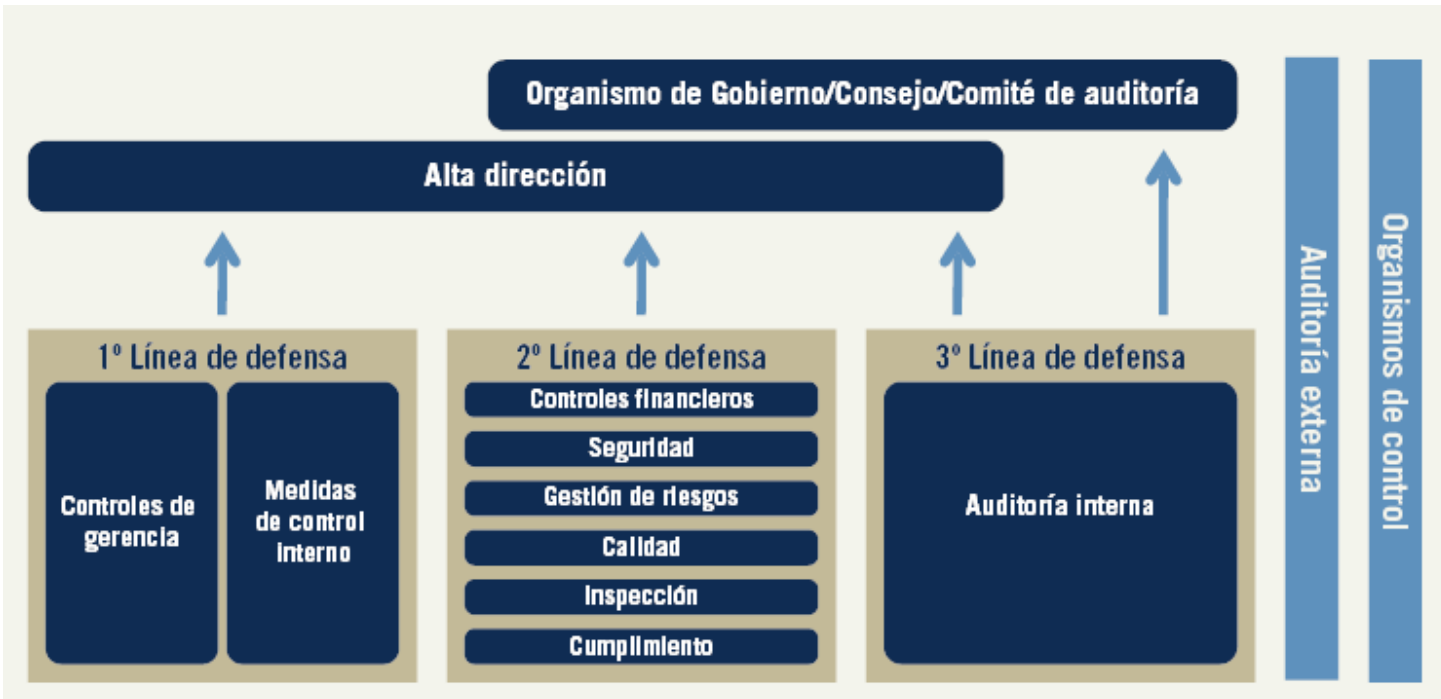 Organismo de Gobierno/Consejo/Comité de auditoría
Alta dirección
1º Línea de defensa
Controles de
gerencia
Medidas
de control
interno
2º Línea de defensa
Controles financieros
Seguridad
Gestión de riesgos
Calidad
Inspección
Cumplimiento
3º Línea de defensa
Auditoría interna
Auditoría externa
Organismos de control